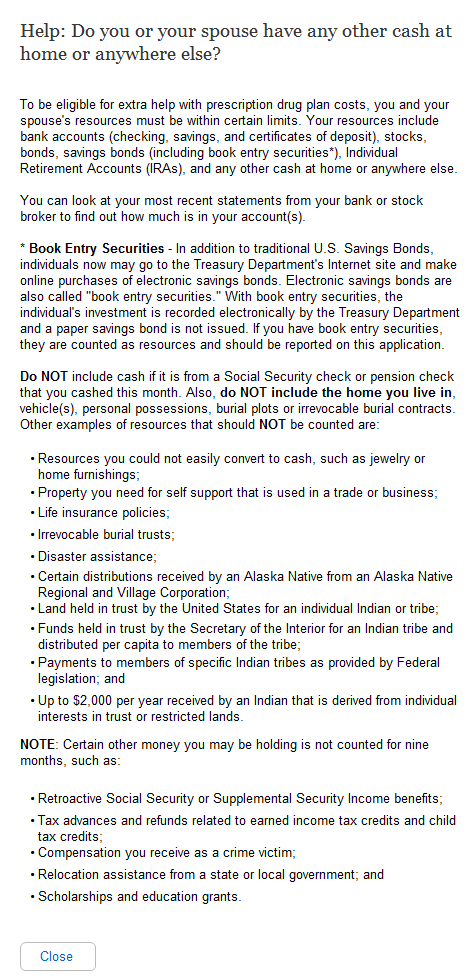 Help: Do you or your spouse have any other cash at
home or anywhere else?
To be eligible for extra help with prescription drug plan costs, you and your
spouse's resources must be within certain limits. Your resources include
bank accounts (checking, savings, and certificates of deposit), stocks,
bonds, savings bonds (including book entry securities*), Individual
Retirement Accounts (IRAs), and any other cash at home or anywhere else.
You can look at your most recent statements from your bank or stock
broker to find out how much is in your account(s).
* Book Entry Securities - In addition to traditional U.S. Savings Bonds,
individuals now may go to the Treasury Department's Internet site and make
online purchases of electronic savings bonds. Electronic savings bonds are
also called "book entry securities." With book entry securities, the
individual's investment is recorded electronically by the Treasury Department
and a paper savings bond is not issued. If you have book entry securities,
they are counted as resources and should be reported on this application.
Do NOT include cash if it is from a Social Security check or pension check
that you cashed this month. Also, do NOT include the home you live in,
vehicle(s), personal possessions, burial plots or irrevocable burial contracts.
Other examples of resources that should NOT be counted are:
• Resources you could not easily convert to cash, such as jewelry or
home furnishings;
• Property you need for self support that is used in a trade or business;
• Life insurance policies;
• Irrevocable burial trusts;
• Disaster assistance;
• Certain distributions received by an Alaska Native from an Alaska Native
Regional and Village Corporation;
• Land held in trust by the United States for an individual Indian or tribe;
• Funds held in trust by the Secretary of the Interior for an Indian tribe and
distributed per capita to members of the tribe;
• Payments to members of specific Indian tribes as provided by Federal
legislation; and
• Up to $2,000 per year received by an Indian that is derived from individual
interests in trust or restricted lands.
NOTE: Certain other money you may be holding is not counted for nine
months, such as:
• Retroactive Social Security or Supplemental Security Income benefits;
• Tax advances and refunds related to earned income tax credits and child
tax credits;
• Compensation you receive as a crime victim;
• Relocation assistance from a state or local government; and
• Scholarships and education grants.
Close